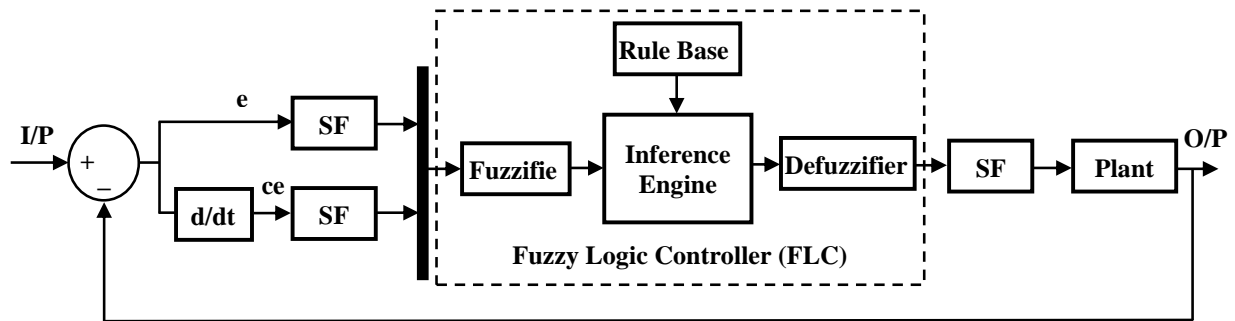 Rule Base
e
SF
I/P
+
−
Fuzzifie
Inference
Engine
Defuzzifier
SF
Plant
O/P
d/dt
ce
SF
Fuzzy Logic Controller (FLC)